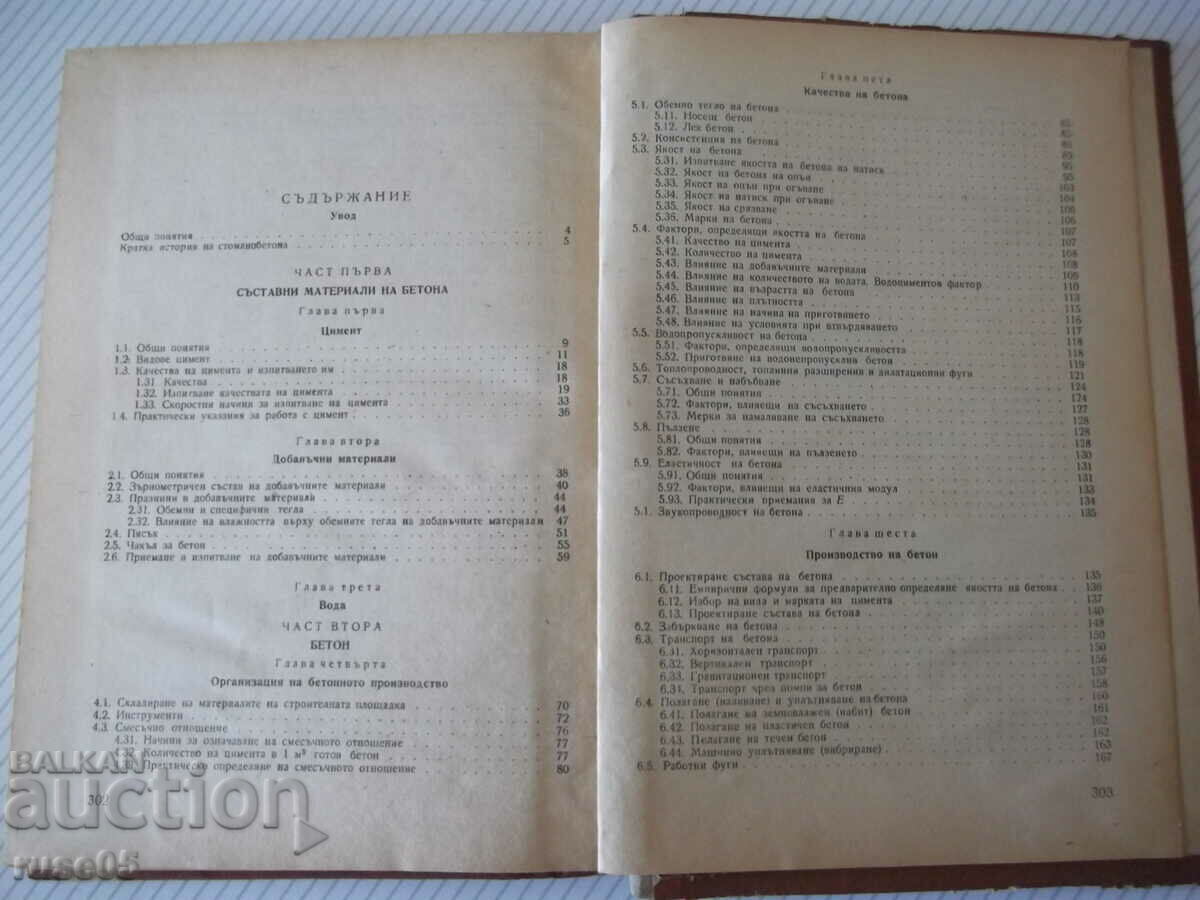 СЪДЪРЖАНИЕ
Увод
Общи понятия 4
Кратка история на стоманобетона 5
ЧАСТ ПЪРВА
СЪСТАВНИ МАТЕРИАЛИ НА БЕТОНА
Глава първа
Цимент
1.1. Общи понятия 9
1.2. Видове цимент 11
1.3. Качества на цимента и изпитването им 18
1.31. Качества 18
1.32. Изпитване качествата на цимента 19
1.33. Скоростни начини за изпитване на цимента 33
1.4. Практически указания за работа с цимент 36
Глава втора
Добавъчни материали
2.1. Общи понятия 38
2.2. Зърнометричен състав на добавъчните материали 40
2.3. Празнини в добавъчните материали 44
2.31. Обемни и специфични тегла 44
2.32. Влияние на влажността върху обемните тегла на добавъчните материали 47
2.4. Пясък 51
2.5. Чакъл за бетон 55
2.6. Приемане и изпитване на добавъчните материали 59
Глава трета
Вода
ЧАСТ ВТОРА
БЕТОН
Глава четвърта
Организация на бетонното производство
4.1. Складиране на материалите на строителната площадка 70
4.2. Инструменти 72
4.3. Смесъчно отношение 76
4.31. Начини за означаване на смесъчното отношение 77
4.32. Количество на цимента в 1 м³ готов бетон 77
4.33. Практическо определяне на смесъчното отношение 80
302
Глава пета
Качества на бетона
5.1. Обемно тегло на бетона
5.11. Носещ бетон 85
5.12. Лек бетон 85
5.2. Консистенция на бетона 86
5.3. Якост на бетона 89
5.31. Изпитване якостта на бетона на натиск 95
5.32. Якост на бетона на опън 95
5.33. Якост на опън при огъване 103
5.34. Якост на натиск при огъване 104
5.35. Якост на срязване 106
5.36. Марки на бетона 106
5.4. Фактори, определящи якостта на бетона 107
5.41. Качество на цимента 107
5.42. Количество на цимента 108
5.43. Влияние на добавъчните материали 108
5.44. Влияние на количеството на водата. Водоциментов фактор 109
5.45. Влияние на възрастта на бетона 110
5.46. Влияние на плътността 113
5.47. Влияние на начина на приготвянето 115
5.48. Влияние на условията при втвърдяването 116
5.5. Водопропускливост на бетона 117
5.51. Фактори, определящи водопропускливостта 118
5.52. Приготвяне на водонепропусклив бетон 118
5.6. Топлопроводност, топлинни разширения и дилатационни фуги 119
5.7. Съсъхване и набъбване 121
5.71. Общи понятия 124
5.72. Фактори, влияещи на съсъхването 124
5.73. Мерки за намаляване на съсъхването 127
5.8. Пълзене 128
5.81. Общи понятия 128
5.82. Фактори, влияещи на пълзенето 128
5.9. Еластичност на бетона 130
5.91. Общи понятия 131
5.92. Фактори, влияещи на еластичния модул 131
5.93. Практически приемания за E 133
5.1. Звукопроводност на бетона 134
135
Глава шеста
Производство на бетон
6.1. Проектиране състава на бетона 135
6.11. Емпирични формули за предварително определяне якостта на бетона 136
6.12. Избор на вида и марката на цимента 137
6.13. Проектиране състава на бетона 140
6.2. Забъркване на бетона 148
6.3. Транспорт на бетона 150
6.31. Хоризонтален транспорт 150
6.32. Вертикален транспорт 156
6.33. Гравитационен транспорт 157
6.34. Транспорт чрез помпи за бетон 158
6.4. Полагане (наливане) и уплътняване на бетона 160
6.41. Полагане на земновлажен (набит) бетон 161
6.42. Полагане на пластичен бетон 162
6.43. Полагане на течен бетон 162
6.44. Машинно уплътняване (вибриране) 163
6.5. Работни фуги 167
303
BALKAN
auction
ruse05